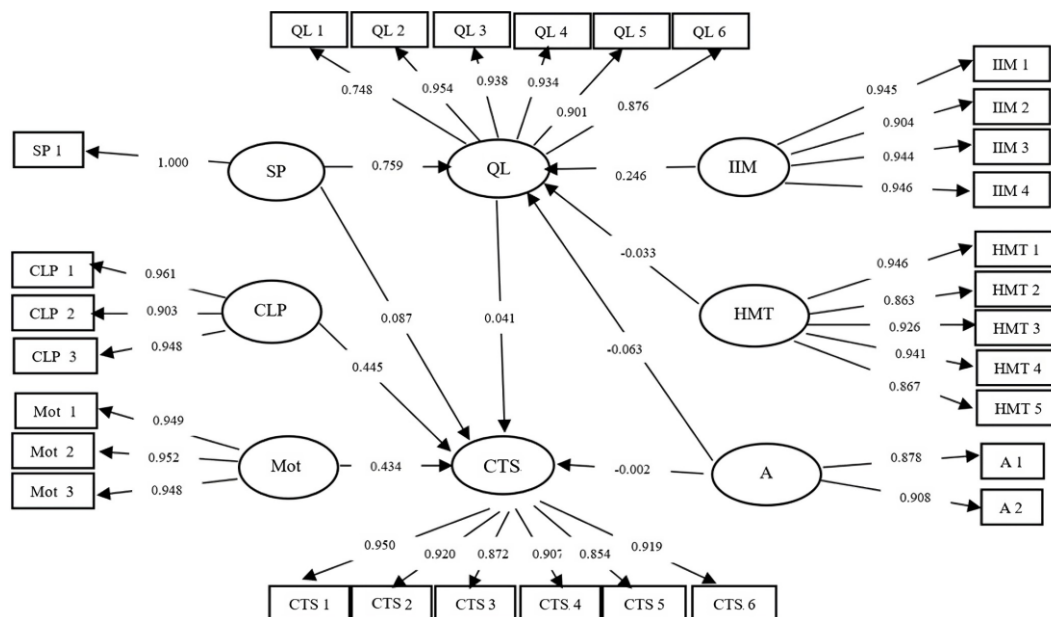 QL 1
QL 2
QL 3
QL 4
QL 5
QL 6
0.748
0.954
0.938
0.934
0.901
0.876
IIM 1
IIM 2
IIM 3
IIM 4
0.945
0.904
0.944
0.946
SP 1
1.000
SP
0.759
QL
0.246
IIM
CLP 1
CLP 2
CLP 3
0.961
0.903
0.948
CLP
0.087
0.445
0.041
-0.033
-0.063
HMT
0.946
0.863
0.926
0.941
0.867
HMT 1
HMT 2
HMT 3
HMT 4
HMT 5
Mot 1
Mot 2
Mot 3
0.949
0.952
0.948
Mot
0.434
CTS
-0.002
A
0.878
0.908
A 1
A 2
0.950
0.920
0.872
0.907
0.854
0.919
CTS 1
CTS 2
CTS 3
CTS. 4
CTS 5
CTS. 6